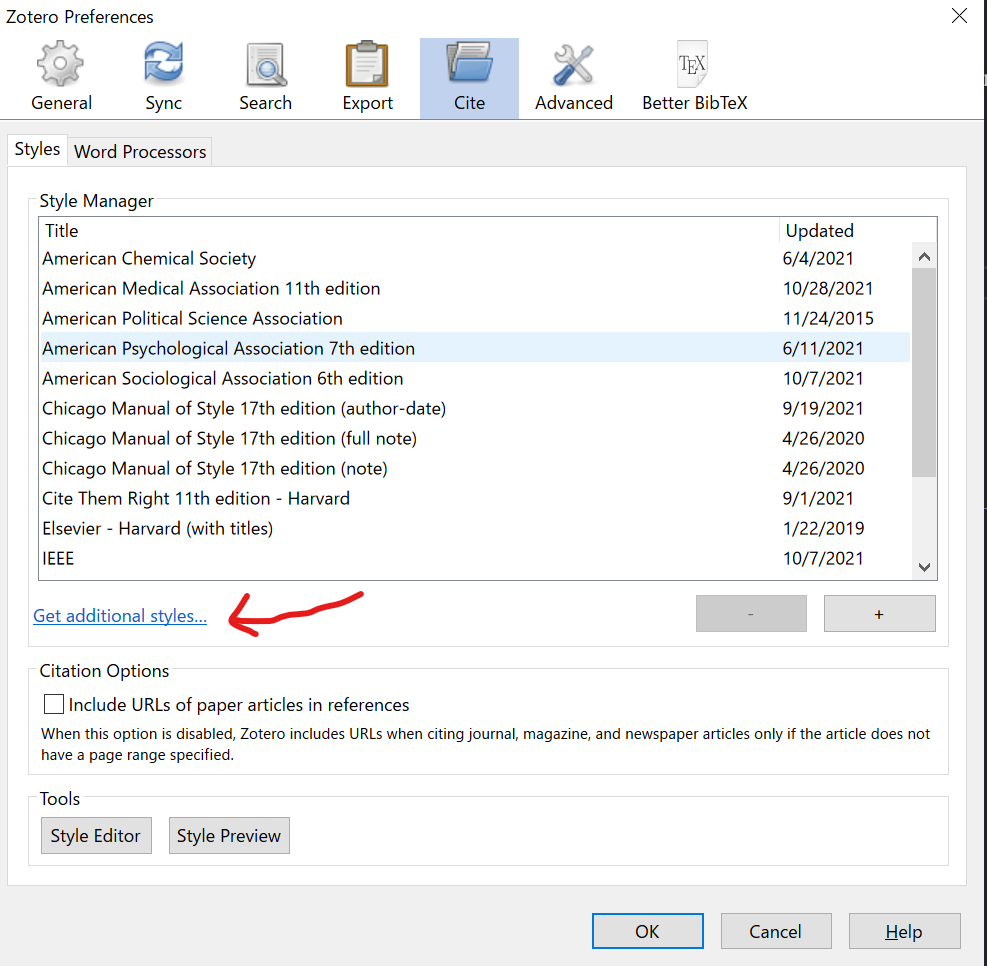 Zotero Preferences
General Sync Search Export Cite Advanced Better BibTeX
TEX
Styles Word Processors
Style Manager
Title Updated
American Chemical Society 6/4/2021
American Medical Association 11th edition 10/28/2021
American Political Science Association 11/24/2015
American Psychological Association 7th edition 6/11/2021
American Sociological Association 6th edition 10/7/2021
Chicago Manual of Style 17th edition (author-date) 9/19/2021
Chicago Manual of Style 17th edition (full note) 4/26/2020
Chicago Manual of Style 17th edition (note) 4/26/2020
Cite Them Right 11th edition - Harvard 9/1/2021
Elsevier - Harvard (with titles) 1/22/2019
IEEE 10/7/2021
Get additional styles... - +
Citation Options
Include URLs of paper articles in references
When this option is disabled, Zotero includes URLs when citing journal, magazine, and newspaper articles only if the article does not
have a page range specified.
Tools
Style Editor Style Preview
OK Cancel Help